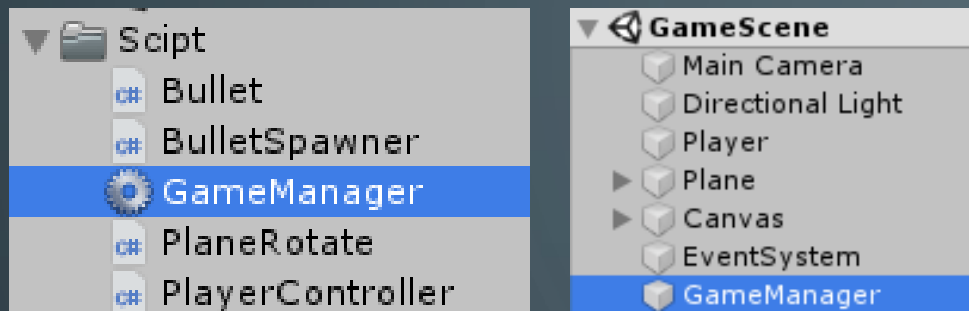 Scipt
Bullet
BulletSpawner
GameManager
PlaneRotate
PlayerController
GameScene
Main Camera
Directional Light
Player
Plane
Canvas
EventSystem
GameManager